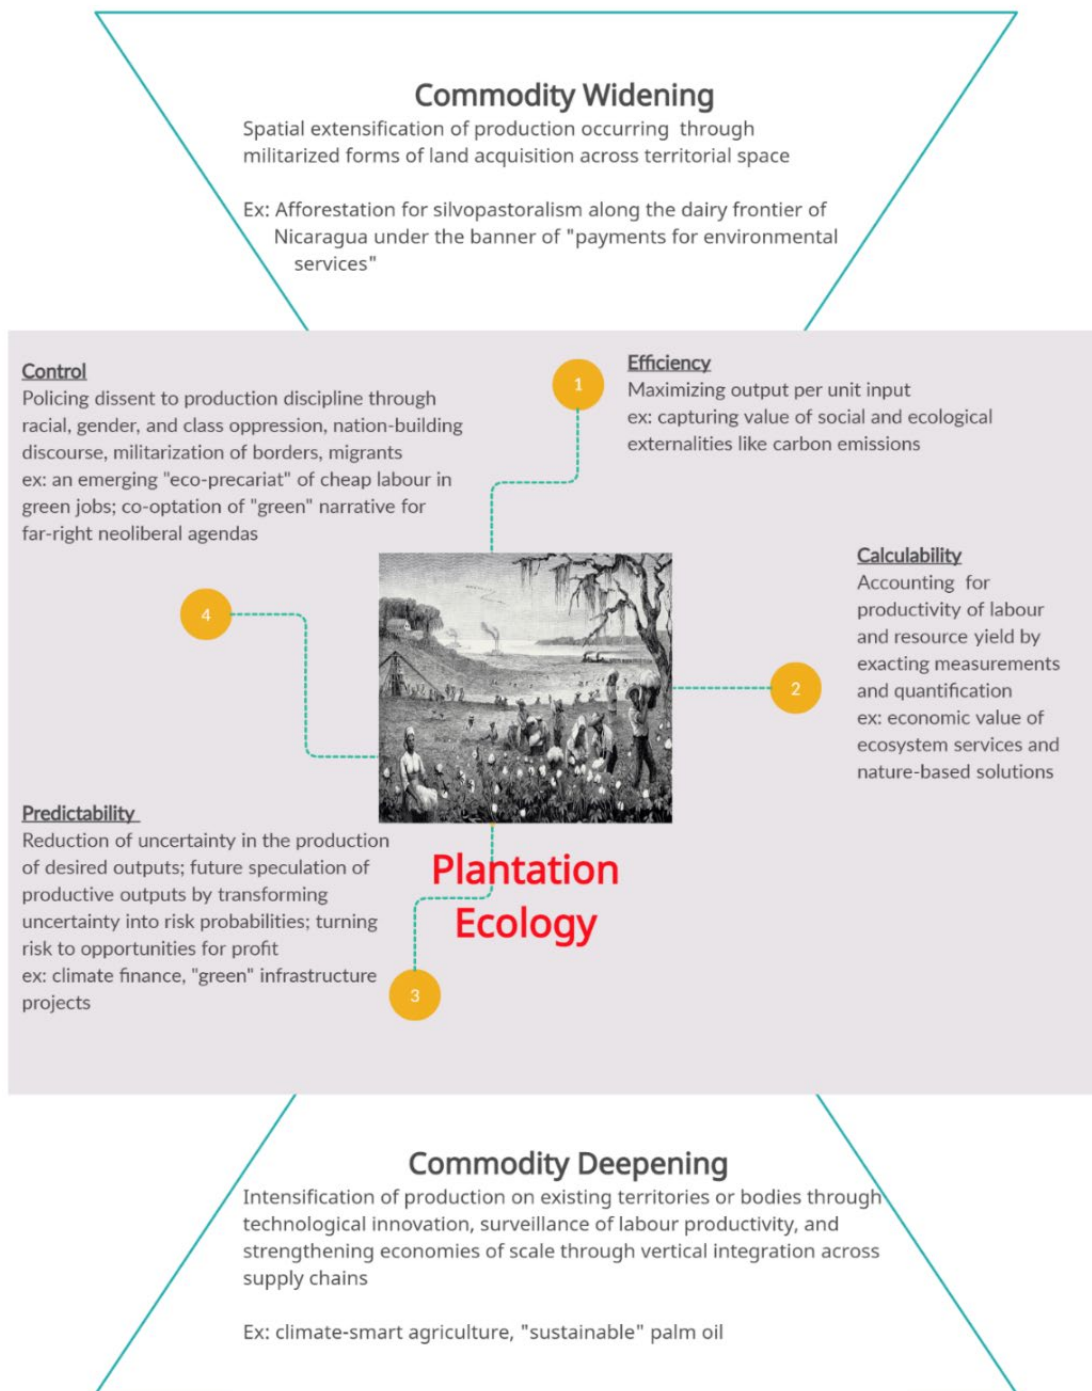 Commodity Widening
Spatial extensification of production occurring through
militarized forms of land acquisition across territorial space
Ex: Afforestation for silvopastoralism along the dairy frontier of
Nicaragua under the banner of "payments for environmental
services"
Control
Policing dissent to production discipline through
racial, gender, and class oppression, nation-building
discourse, militarization of borders, migrants
ex: an emerging "eco-precariat" of cheap labour in
green jobs; co-optation of "green" narrative for
far-right neoliberal agendas
1
Efficiency
Maximizing output per unit input
ex: capturing value of social and ecological
externalities like carbon emissions
4
2
Calculability
Accounting for
productivity of labour
and resource yield by
exacting measurements
and quantification
ex: economic value of
ecosystem services and
nature-based solutions
Predictability
Reduction of uncertainty in the production
of desired outputs; future speculation of
productive outputs by transforming
uncertainty into risk probabilities; turning
risk to opportunities for profit
ex: climate finance, "green" infrastructure
projects
Plantation
Ecology
3
Commodity Deepening
Intensification of production on existing territories or bodies through
technological innovation, surveillance of labour productivity, and
strengthening economies of scale through vertical integration across
supply chains
Ex: climate-smart agriculture, "sustainable" palm oil